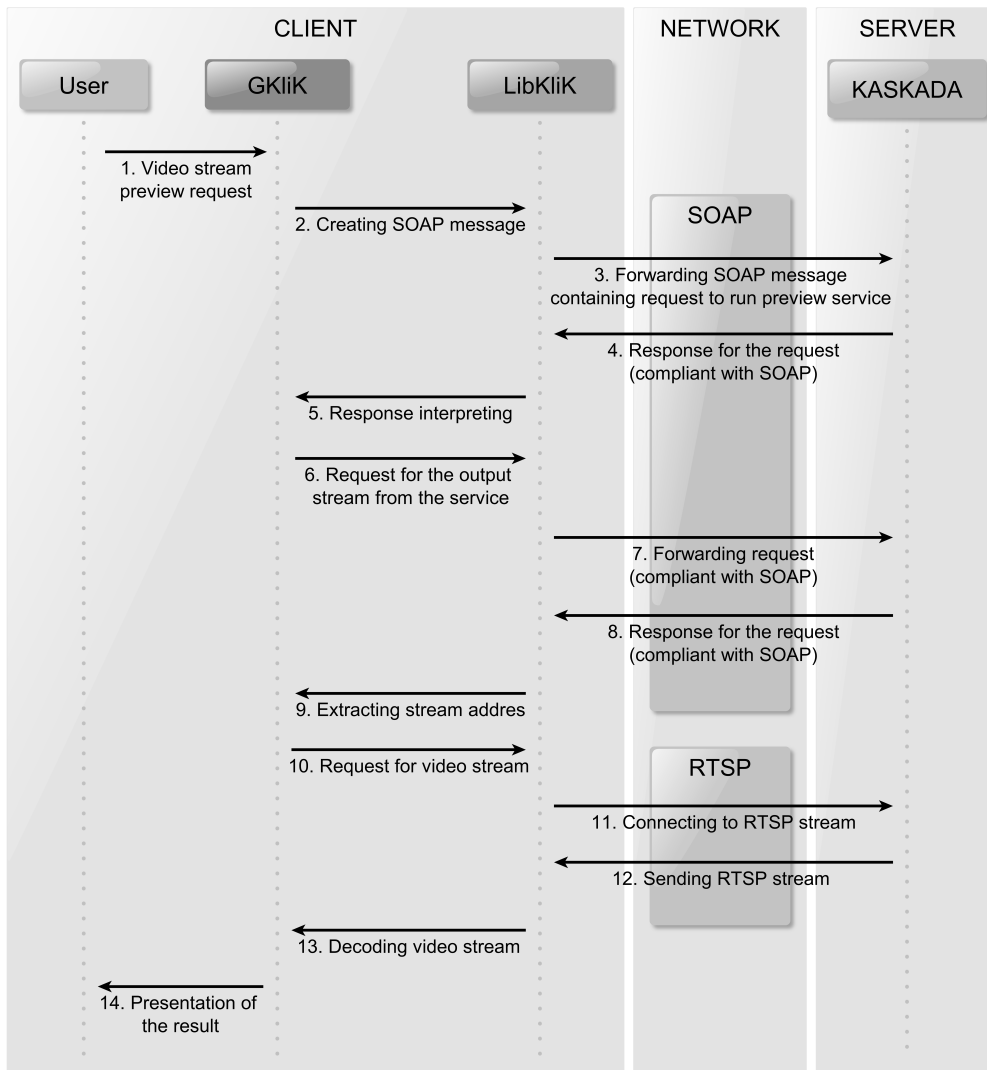 CLIENT
NETWORK
SERVER
User
GKliK
LibKliK
KASKADA
1. Video stream
preview request
2. Creating SOAP message
SOAP
3. Forwarding SOAP message
containing request to run preview service
4. Response for the request
(compliant with SOAP)
5. Response interpreting
6. Request for the output
stream from the service
7. Forwarding request
(compliant with SOAP)
8. Response for the request
(compliant with SOAP)
9. Extracting stream addres
10. Request for video stream
RTSP
11. Connecting to RTSP stream
12. Sending RTSP stream
13. Decoding video stream
14. Presentation of
the result